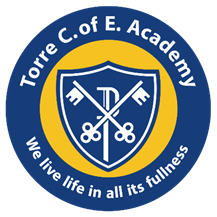 Torre C. of E. Academy
We live life in all its fullness